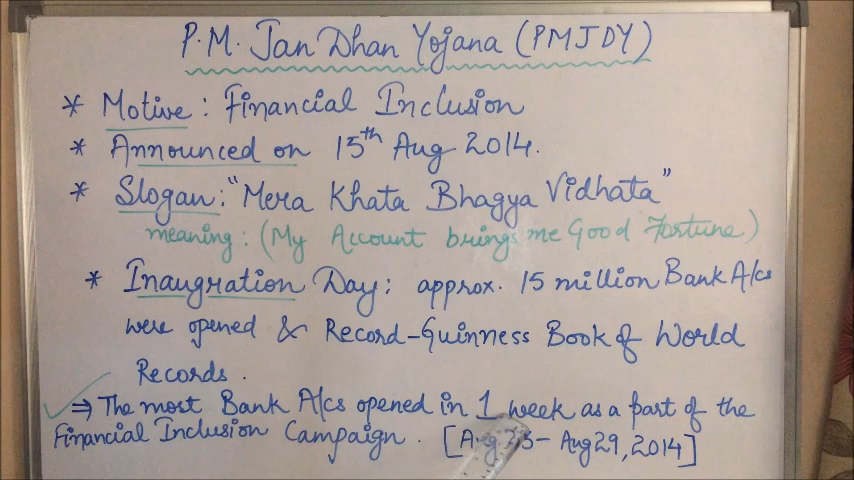 P.M. Jan Dhan Yojana (PMJDY)
* Motive: Financial Inclusion
* Announced on 15th Aug 2014.
* Slogan: "Mera Khata Bhagya Vidhata"
meaning: (My Account brings me Good Fortune)
* Inaugration Day: approx. 15 million Bank A/cs
were opened & Record-Guinness Book of World
Records.
✓ ⇒ The most Bank A/cs opened in 1 week as a part of the
Financial Inclusion Campaign. [Aug 23 - Aug 29, 2014]